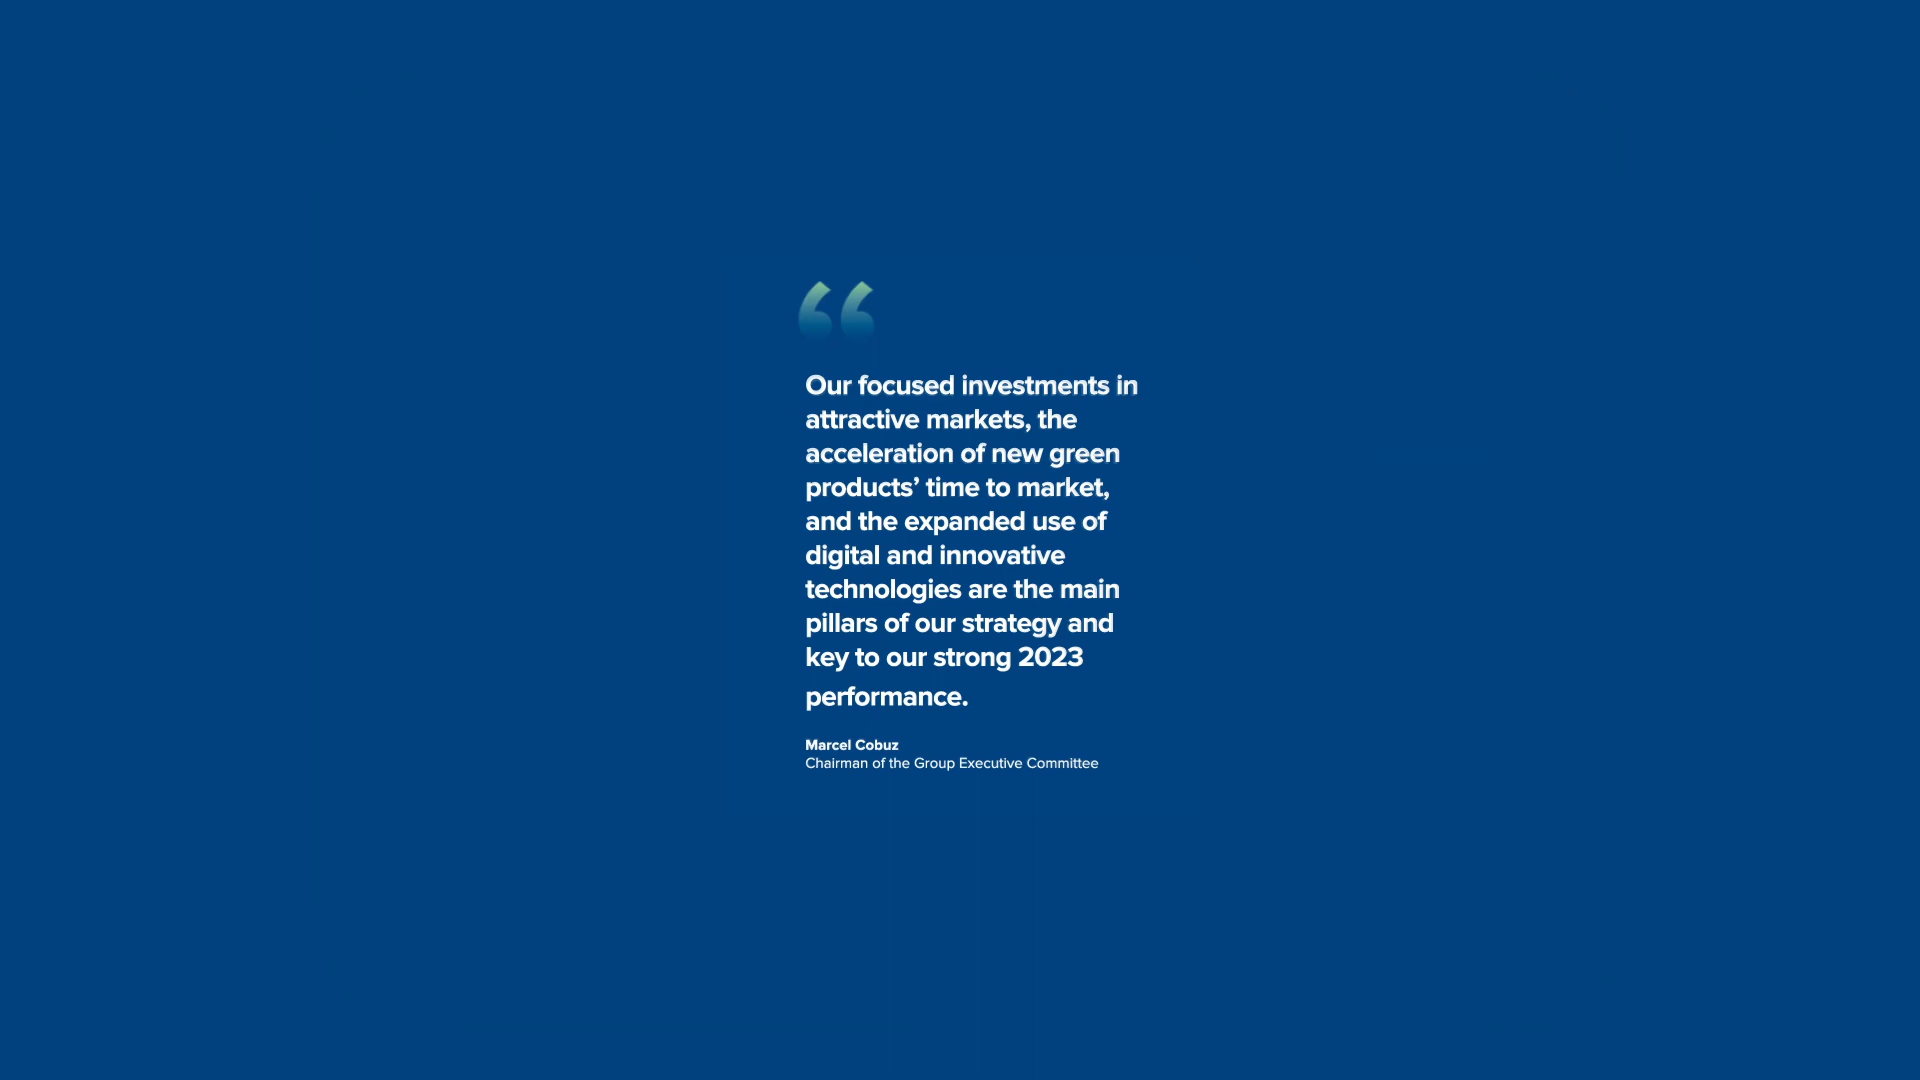 “
Our focused investments in
attractive markets, the
acceleration of new green
products’ time to market,
and the expanded use of
digital and innovative
technologies are the main
pillars of our strategy and
key to our strong 2023
performance.
Marcel Cobuz
Chairman of the Group Executive Committee